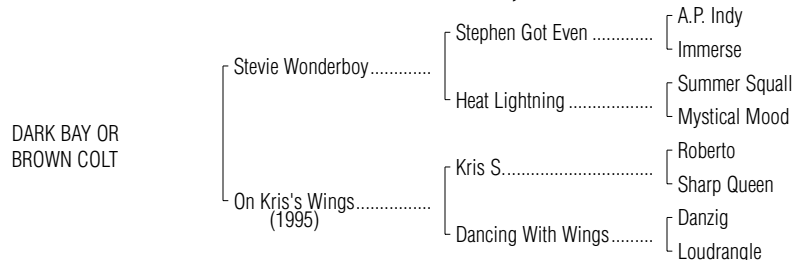 A.P. Indy
Stephen Got Even .............
Immerse
Stevie Wonderboy.............
Summer Squall
Heat Lightning ..................
Mystical Mood
DARK BAY OR
BROWN COLT
Roberto
Kris S...............................
Sharp Queen
On Kris's Wings................
(1995)
Danzig
Dancing With Wings.........
Loudrangle